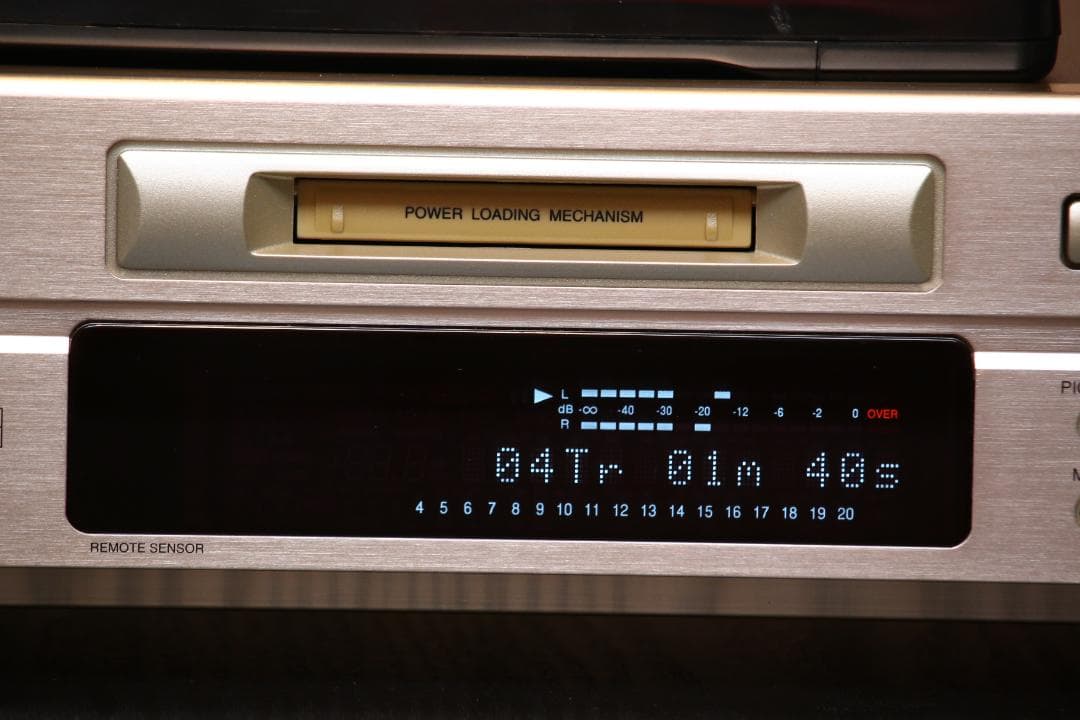 POWER LOADING MECHANISM
L
dB -∞ -40 -30 -20 -12 -6 -2 0 OVER
R
04Tr 01m 40s
4 5 6 7 8 9 10 11 12 13 14 15 16 17 18 19 20
REMOTE SENSOR